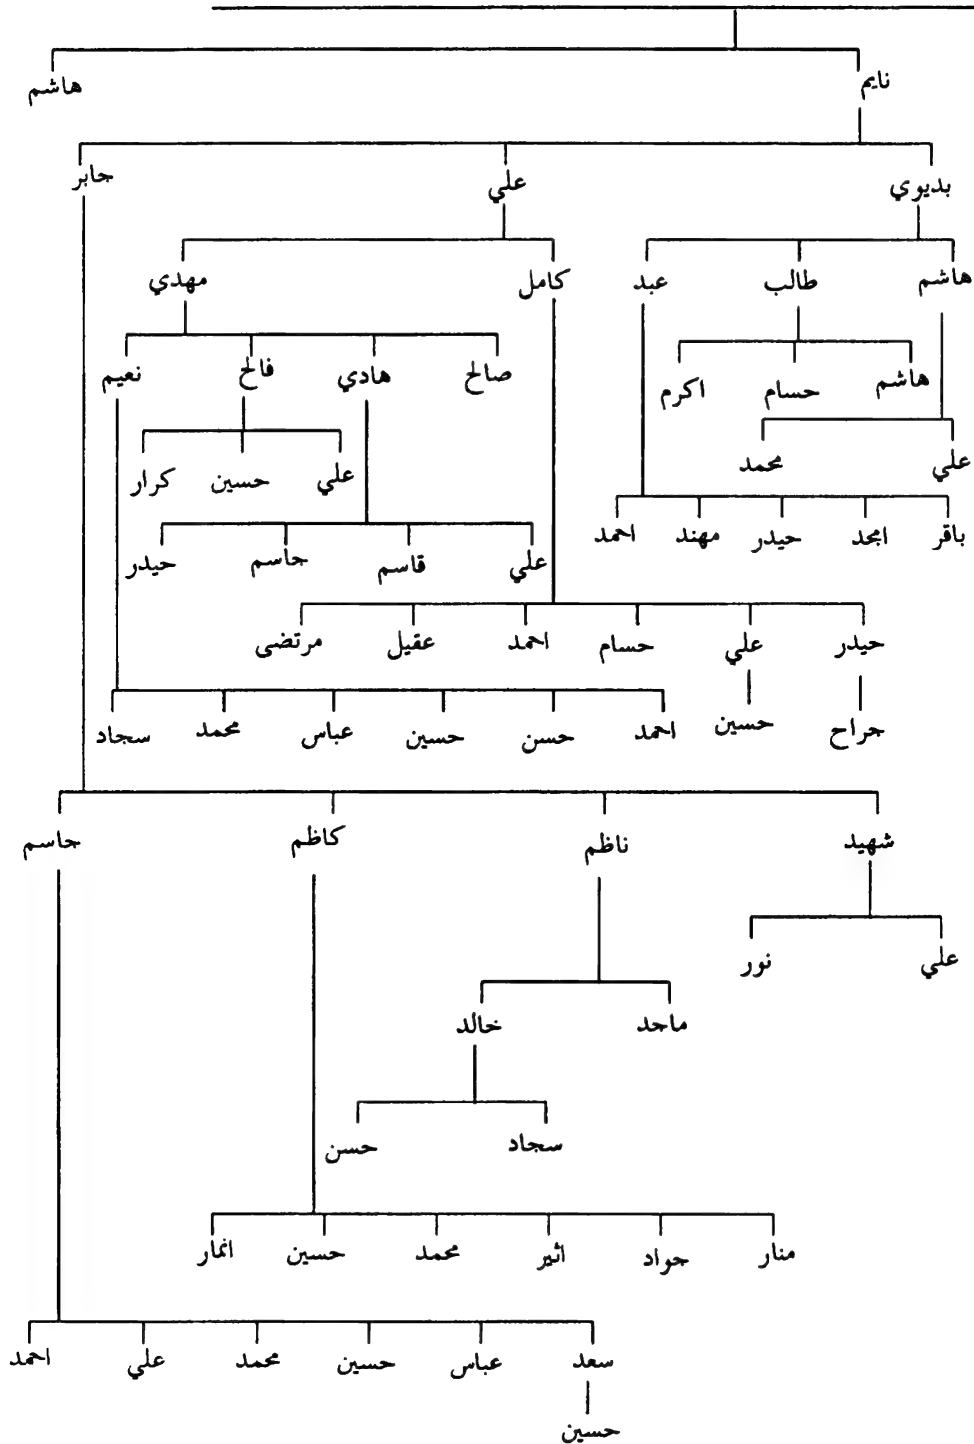 نايم هاشم
بديوي علي جابر
هاشم طالب عبد كامل مهدي
هاشم حسام اكرم صالح هادي فالح نعيم
علي محمد علي حسين كرار
باقر امجد حيدر مهند احمد علي قاسم جاسم حيدر
حيدر علي حسام احمد عقيل مرتضى
جراح حسين احمد حسن حسين عباس محمد سجاد
شهيد ناظم كاظم جاسم
علي نور
ماجد خالد
سجاد حسن
منار جواد اثير محمد حسين انمار
سعد عباس حسين محمد علي احمد
حسين